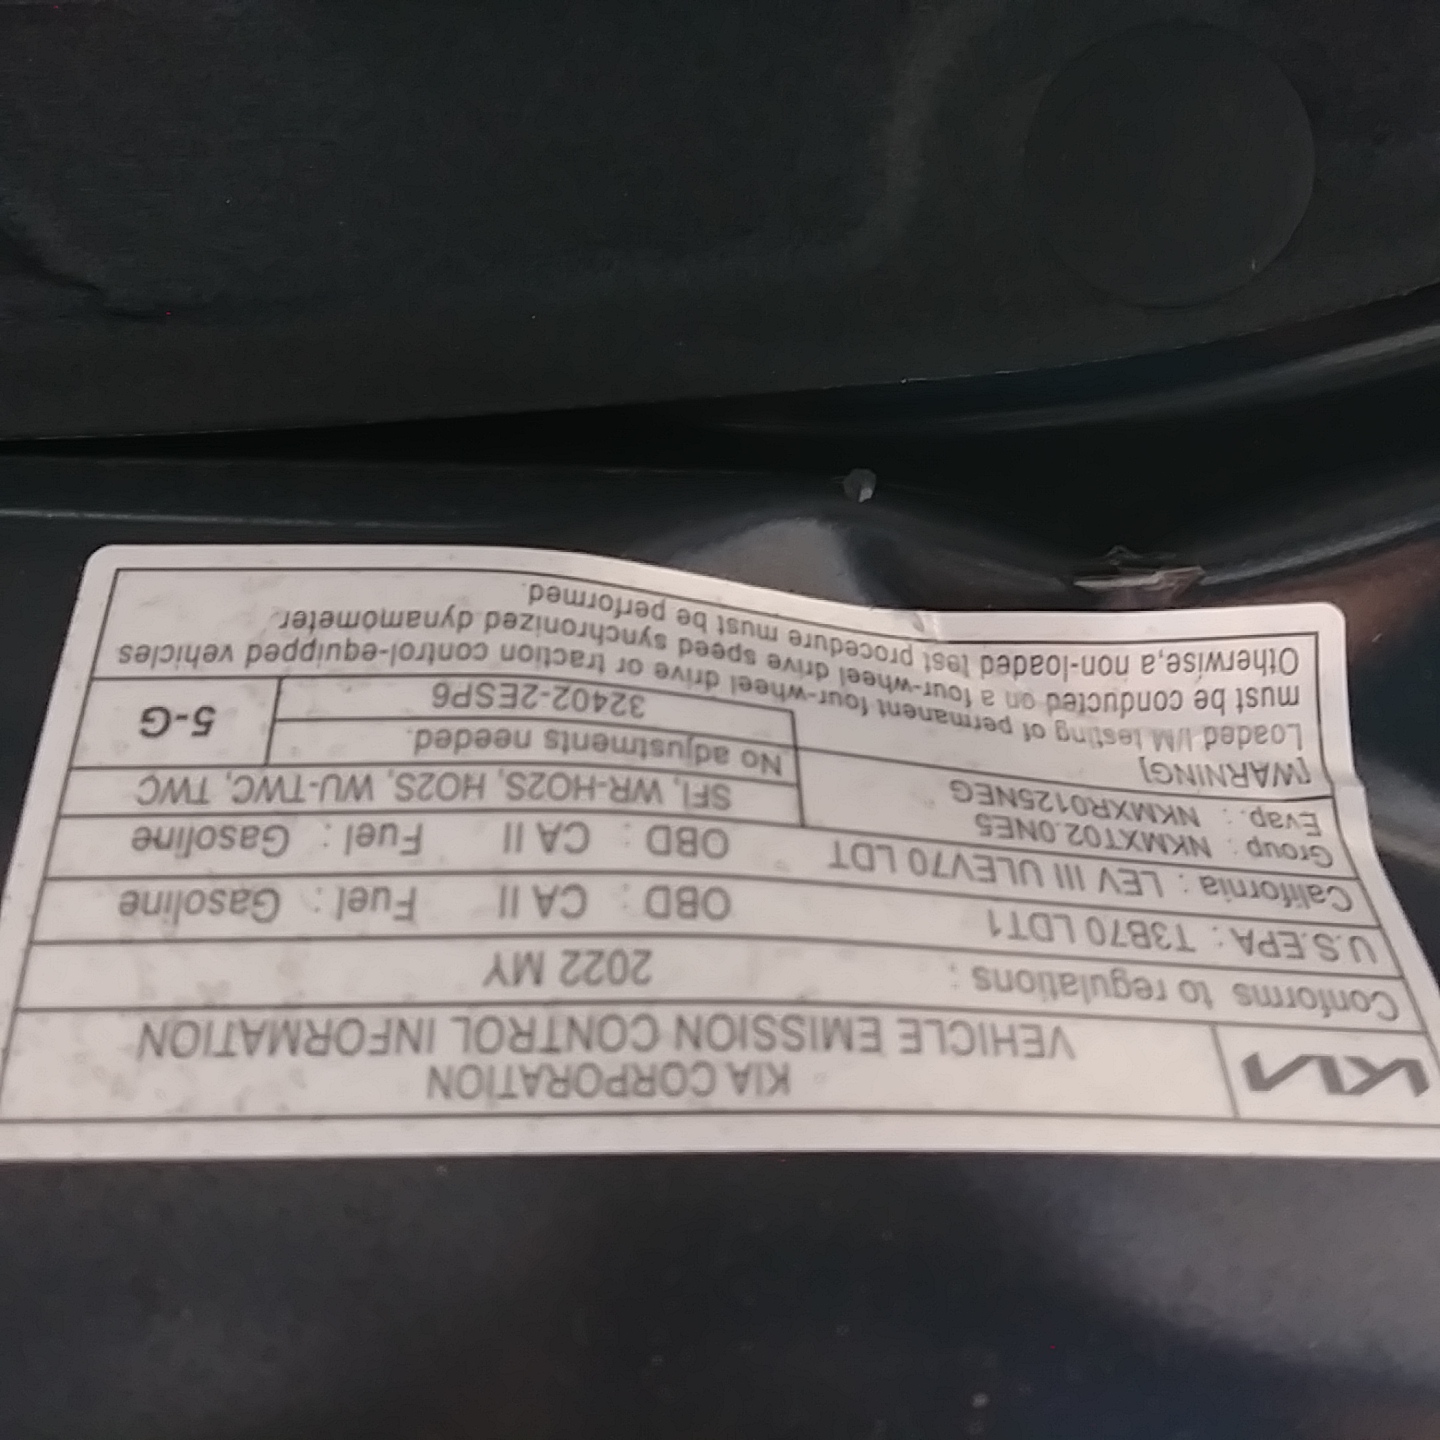 KIA
KIA CORPORATION
VEHICLE EMISSION CONTROL INFORMATION
Conforms to regulations : 2022 MY
U.S.EPA : T3B70 LDT1 OBD : CA II Fuel : Gasoline
California : LEV III ULEV70 LDT OBD : CA II Fuel : Gasoline
Group : NKMXT02.0NE5 SFI, WR-HO2S, HO2S, WU-TWC, TWC
Evap. : NKMXR0125NEG No adjustments needed.
32402-2ESP6 5-G
[WARNING]
Loaded I/M testing of permanent four-wheel drive or traction control-equipped vehicles
must be conducted on a four-wheel drive speed synchronized dynamometer.
Otherwise,a non-loaded test procedure must be performed.